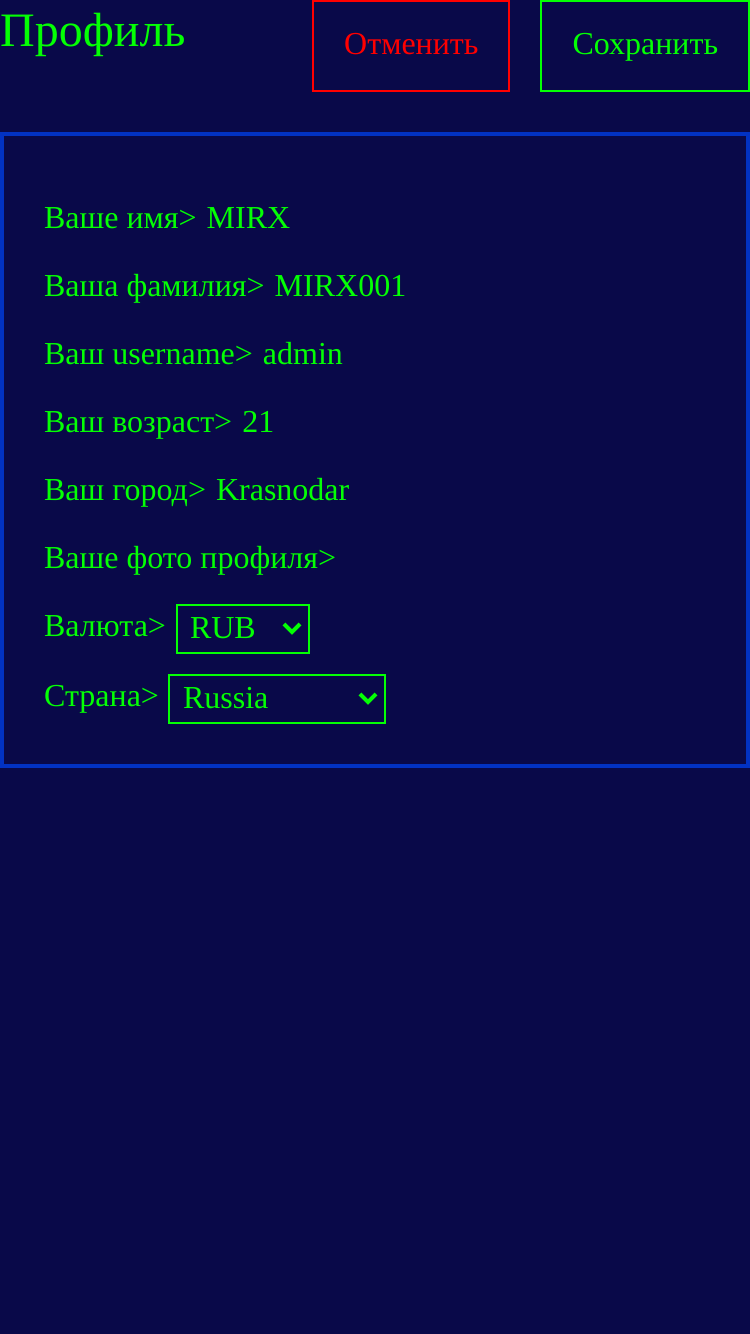 Профиль
Отменить
Сохранить
Ваше имя> MIRX
Ваша фамилия> MIRX001
Ваш username> admin
Ваш возраст> 21
Ваш город> Krasnodar
Ваше фото профиля>
Валюта> RUB
Страна> Russia